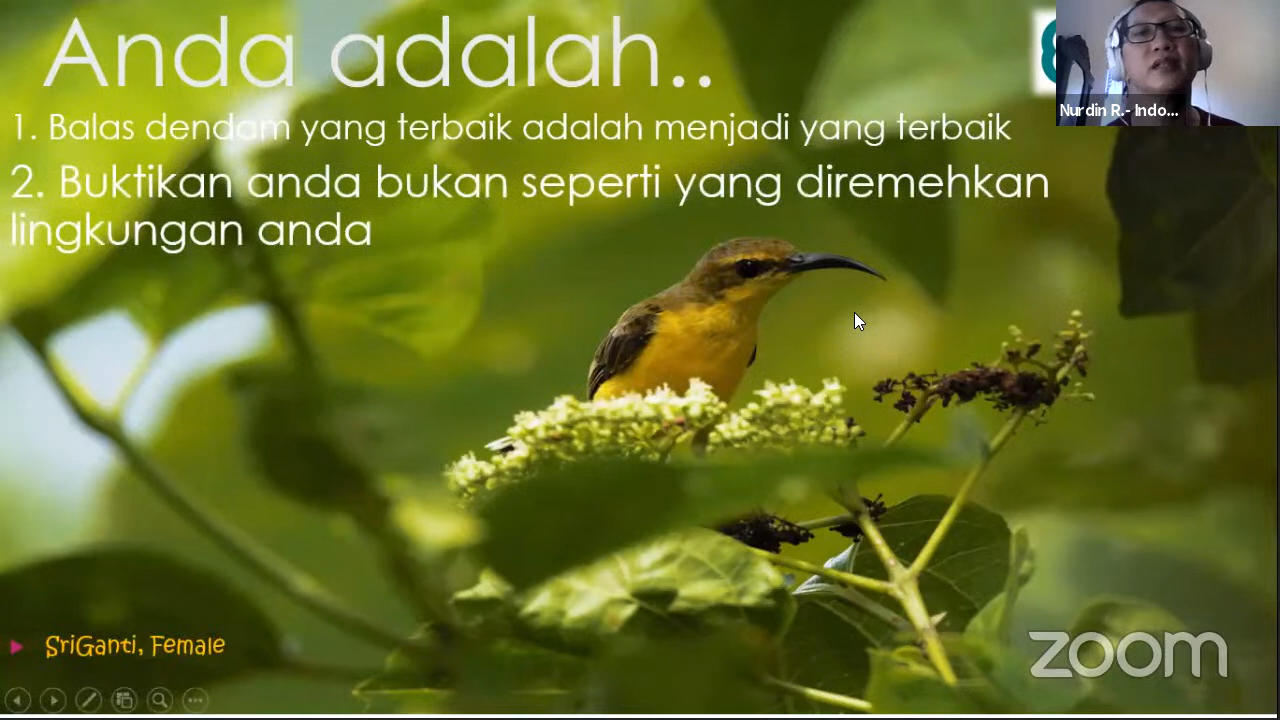 Anda adalah..
1. Balas dendam yang terbaik adalah menjadi yang terbaik
2. Buktikan anda bukan seperti yang diremehkan
lingkungan anda
Nurdin R.- Indo...
SriGanti, Female
zoom